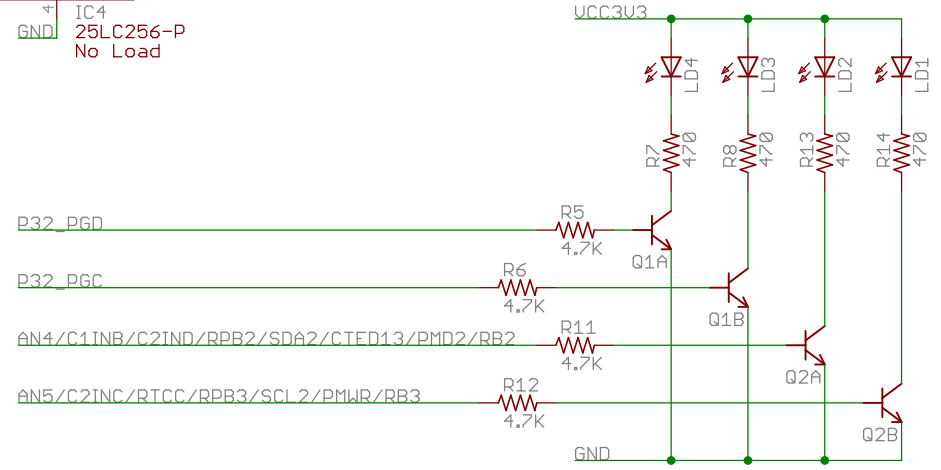 4
IC4
GND
25LC256-P
No Load
VCC3V3
LD4
LD3
LD2
LD1
R7
470
R8
470
R13
470
R14
470
P32_PGD
R5
4.7K
Q1A
P32_PGC
R6
4.7K
Q1B
AN4/C1INB/C2IND/RPB2/SDA2/CTED13/PMD2/RB2
R11
4.7K
Q2A
AN5/C2INC/RTCC/RPB3/SCL2/PMWR/RB3
R12
4.7K
Q2B
GND